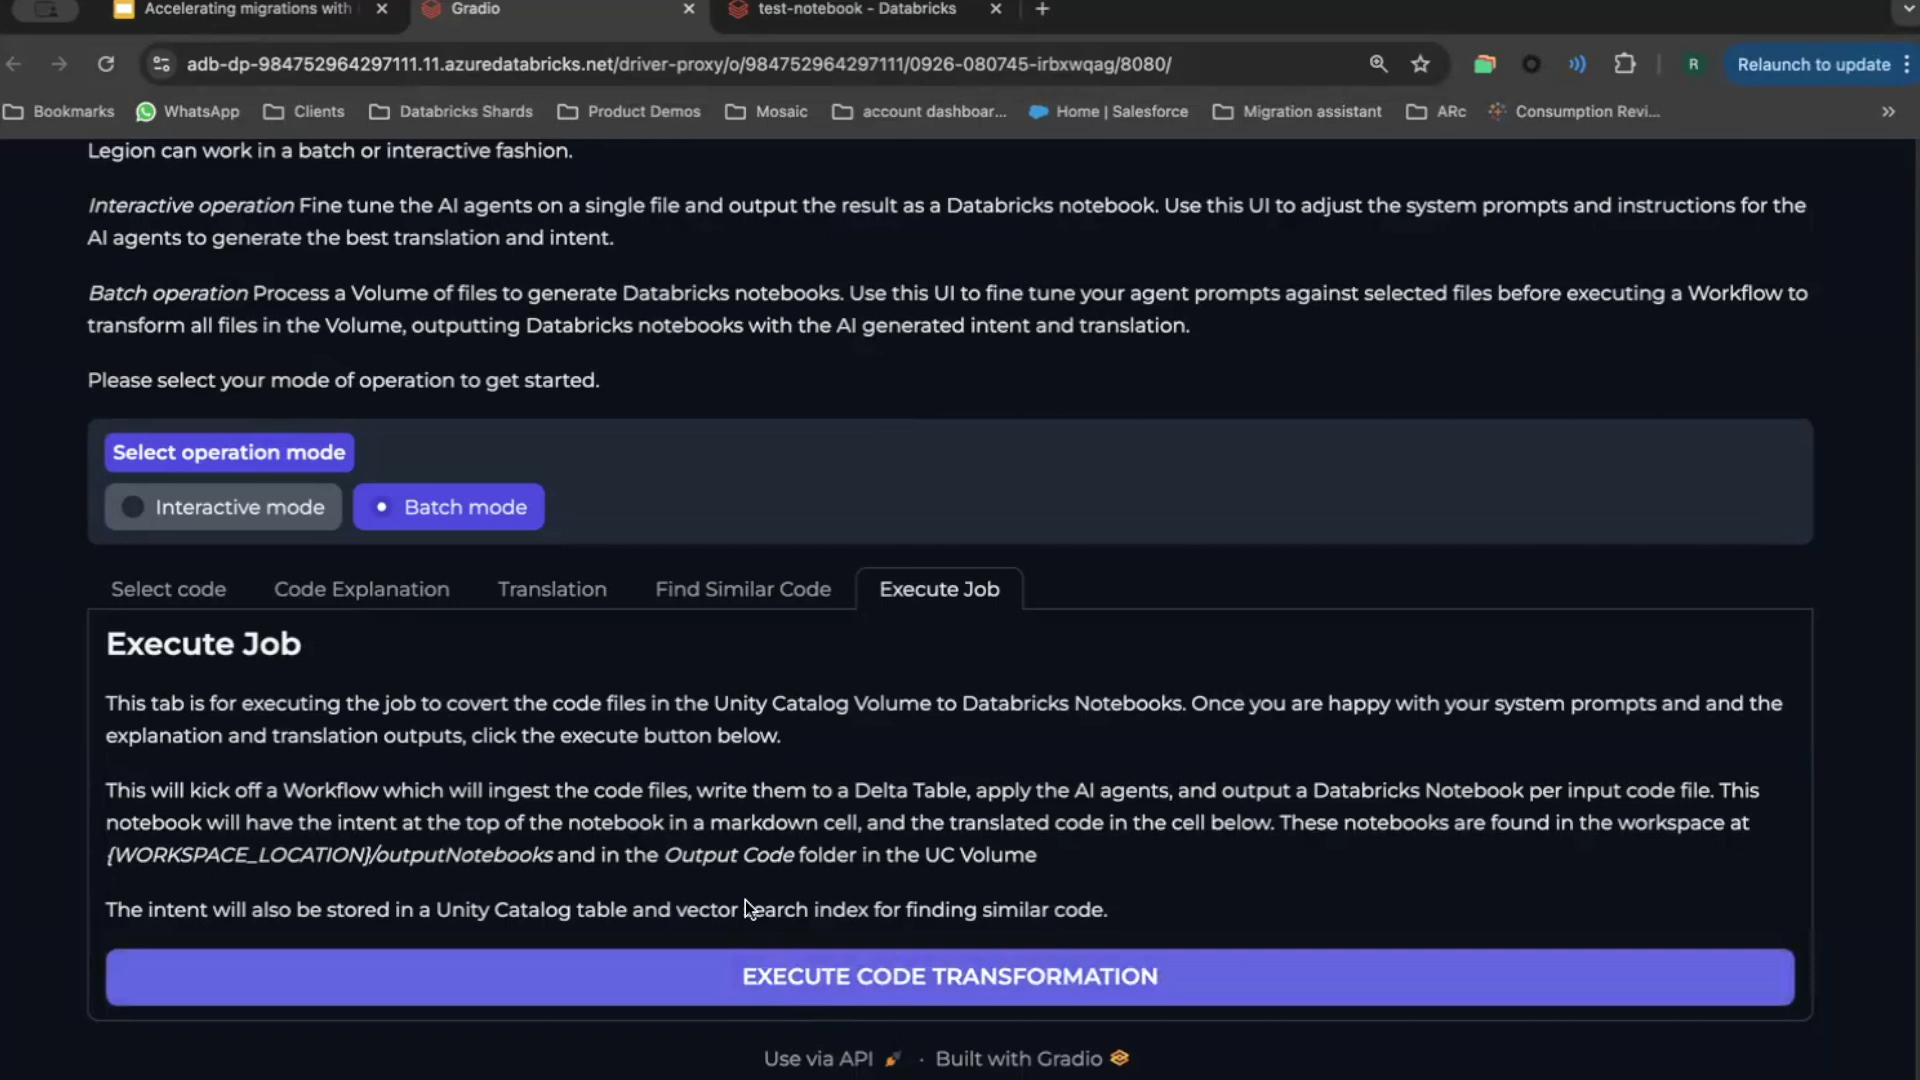 Accelerating migrations with
Gradio
test-notebook - Databricks
adb-dp-984752964297111.11.azuredatabricks.net/driver-proxy/o/984752964297111/0926-080745-irbxwqag/8080/
R
Relaunch to update
Bookmarks
WhatsApp
Clients
Databricks Shards
Product Demos
Mosaic
account dashboar...
Home | Salesforce
Migration assistant
ARc
Consumption Revi...
Legion can work in a batch or interactive fashion.
Interactive operation Fine tune the AI agents on a single file and output the result as a Databricks notebook. Use this UI to adjust the system prompts and instructions for the
AI agents to generate the best translation and intent.
Batch operation Process a Volume of files to generate Databricks notebooks. Use this UI to fine tune your agent prompts against selected files before executing a Workflow to
transform all files in the Volume, outputting Databricks notebooks with the AI generated intent and translation.
Please select your mode of operation to get started.
Select operation mode
Interactive mode
Batch mode
Select code
Code Explanation
Translation
Find Similar Code
Execute Job
Execute Job
This tab is for executing the job to covert the code files in the Unity Catalog Volume to Databricks Notebooks. Once you are happy with your system prompts and and the
explanation and translation outputs, click the execute button below.
This will kick off a Workflow which will ingest the code files, write them to a Delta Table, apply the AI agents, and output a Databricks Notebook per input code file. This
notebook will have the intent at the top of the notebook in a markdown cell, and the translated code in the cell below. These notebooks are found in the workspace at
{WORKSPACE_LOCATION}/outputNotebooks and in the Output Code folder in the UC Volume
The intent will also be stored in a Unity Catalog table and vector search index for finding similar code.
EXECUTE CODE TRANSFORMATION
Use via API · Built with Gradio